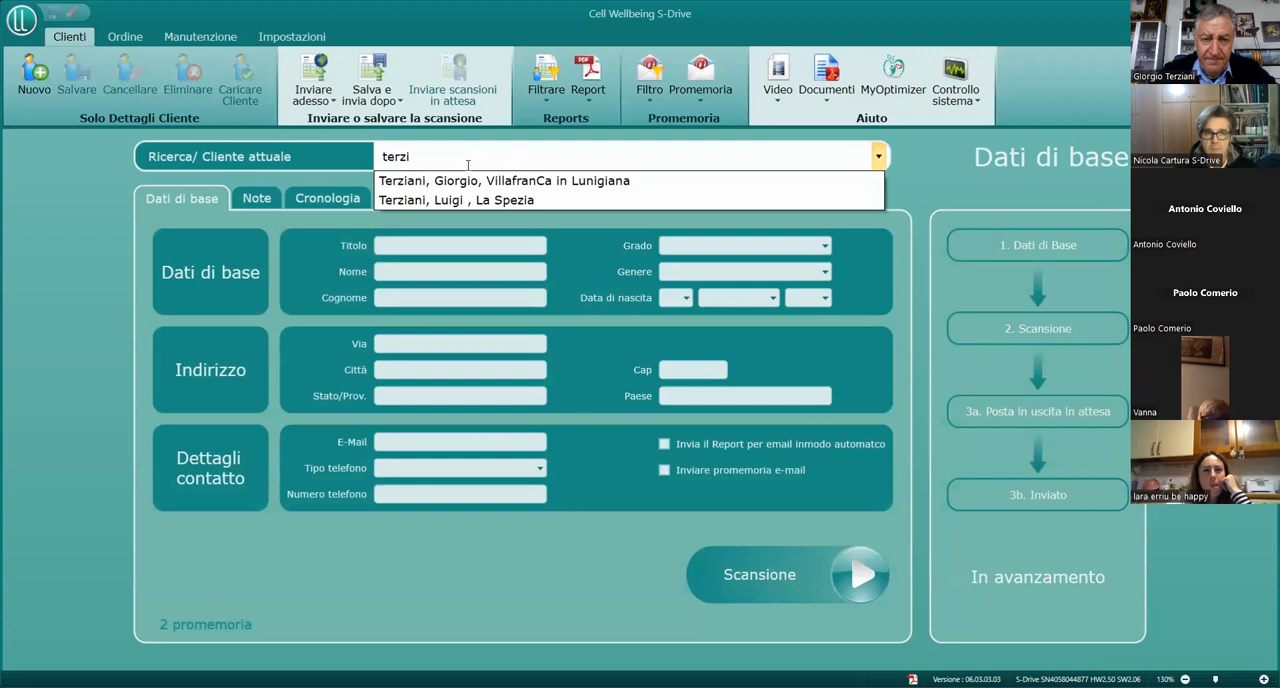 Cell Wellbeing S-Drive
Clienti Ordine Manutenzione Impostazioni
Nuovo Salvare Cancellare Eliminare Caricare Cliente
Solo Dettagli Cliente
Inviare adesso Salva e invia dopo Inviare scansioni in attesa
Inviare o salvare la scansione
Filtrare Report
Reports
Filtro Promemoria
Promemoria
Video Documenti MyOptimizer Controllo sistema
Aiuto
Ricerca/ Cliente attuale terzi
Terziani, Giorgio, VillafranCa in Lunigiana
Terziani, Luigi , La Spezia
Dati di base Note Cronologia
Dati di base
Titolo Grado
Nome Genere
Cognome Data di nascita
Indirizzo
Via
Città Cap
Stato/Prov. Paese
Dettagli contatto
E-Mail Invia il Report per email inmodo automatco
Tipo telefono Inviare promemoria e-mail
Numero telefono
Scansione
2 promemoria
Dati di base
1. Dati di Base
2. Scansione
3a. Posta in uscita in attesa
3b. Inviato
In avanzamento
GIorgio Terziani
Nicola Cartura S-Drive
Antonio Coviello
Antonio Coviello
Paolo Comerio
Paolo Comerio
Vanna
lara erriu be happy
PDF
Versione : 06.03.03.03 S-Drive SN4058044877 HW2.50 SW2.06 130%